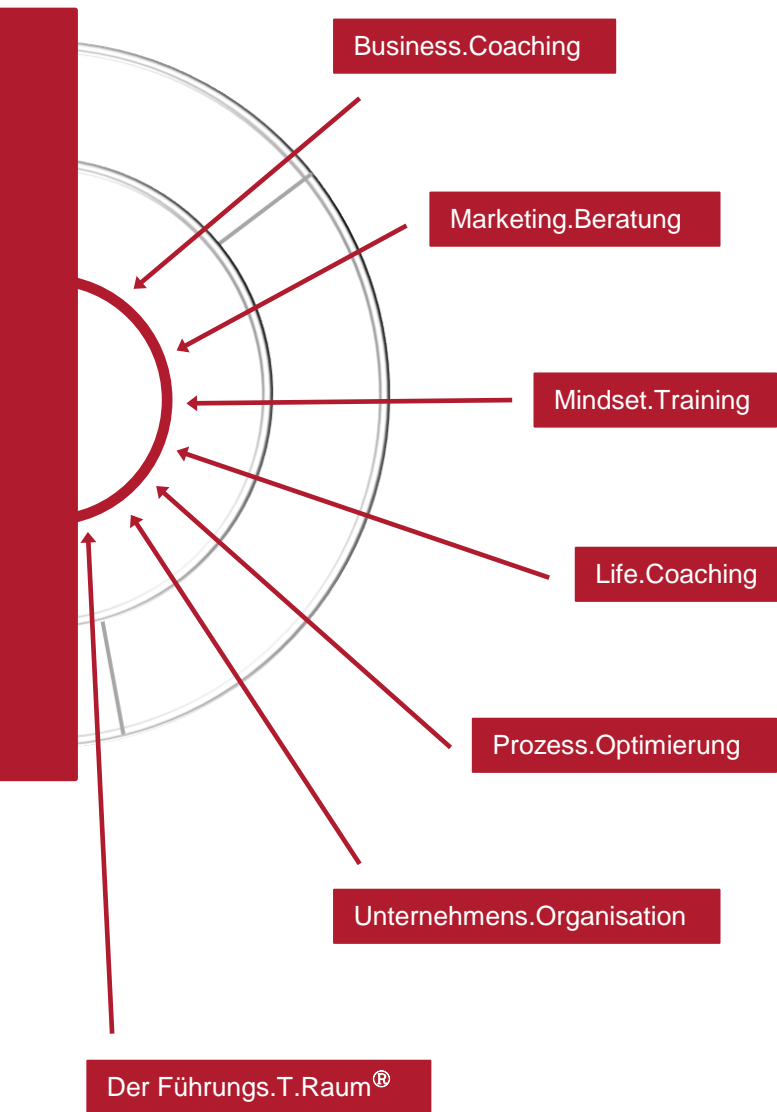 Business.Coaching
Marketing.Beratung
Mindset.Training
Life.Coaching
Prozess.Optimierung
Unternehmens.Organisation
Der Führungs.T.Raum®